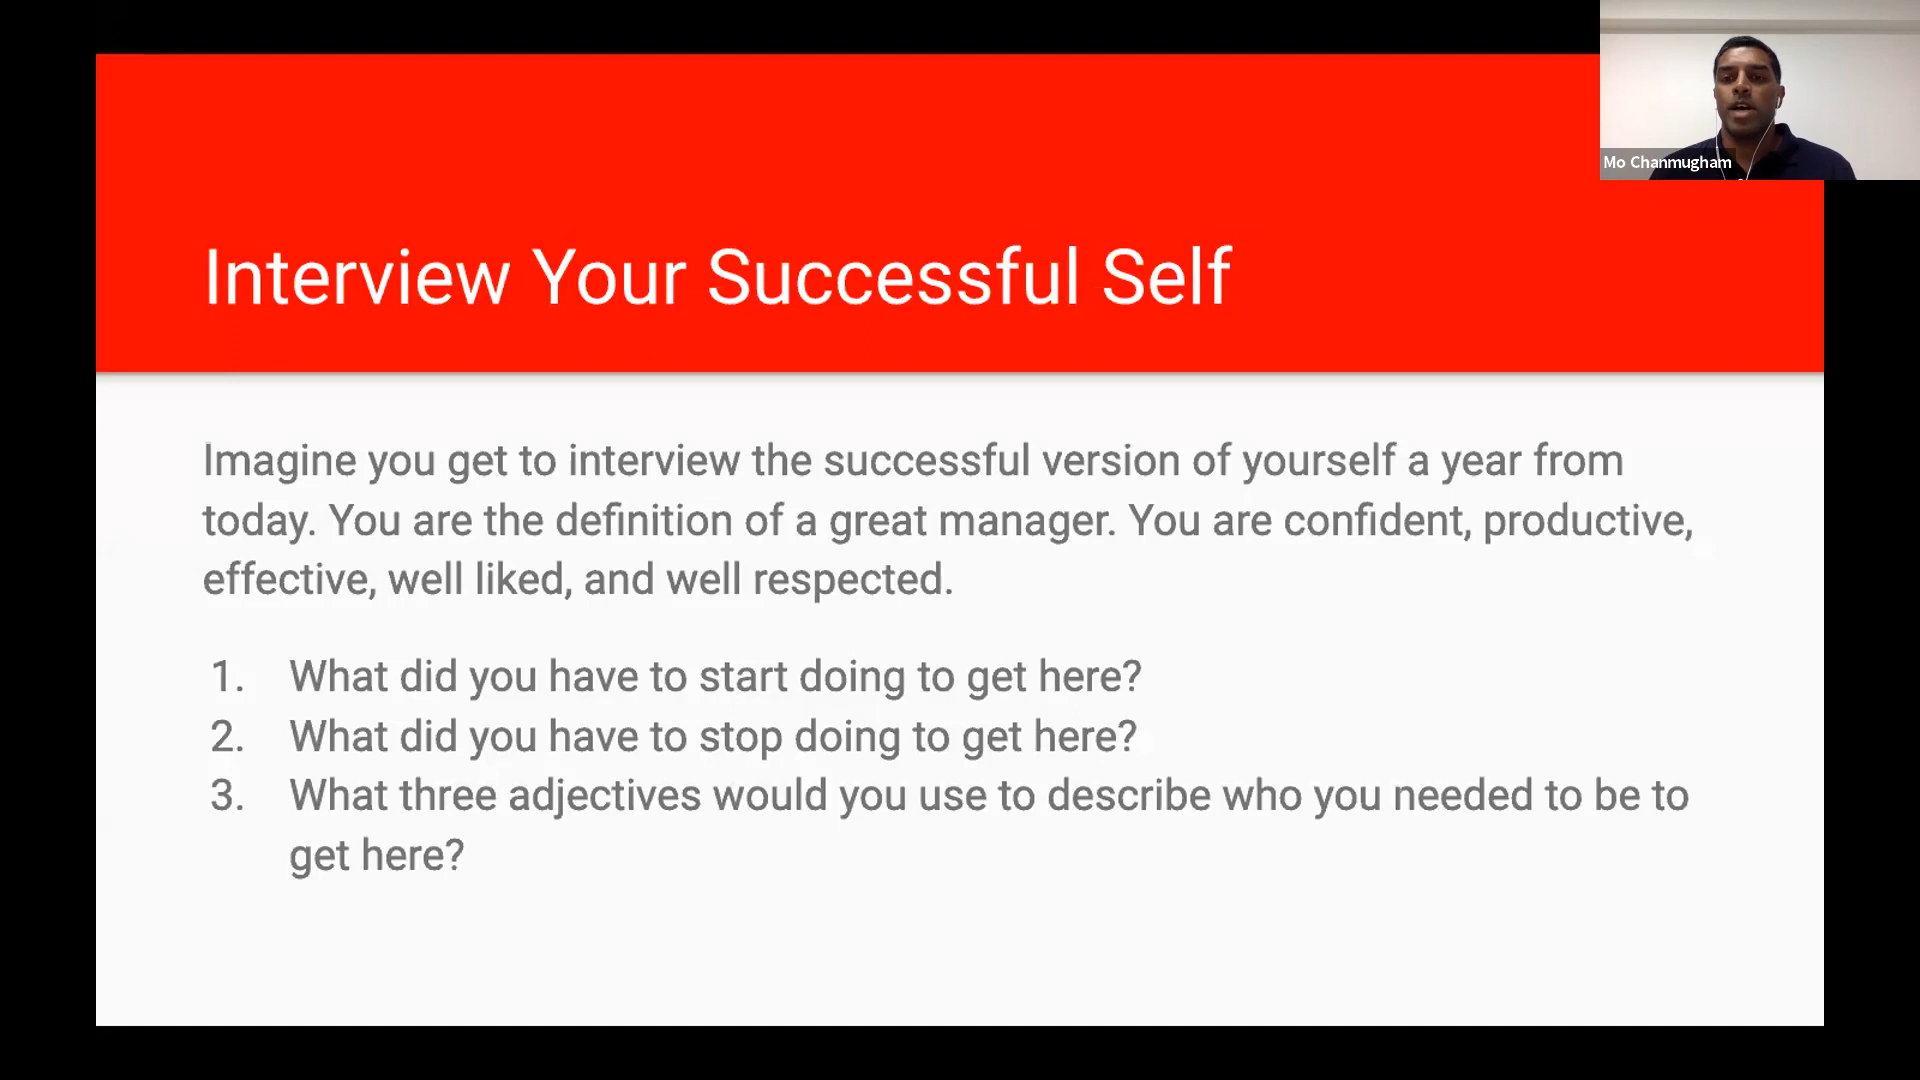 Mo Chanmugham
Interview Your Successful Self
Imagine you get to interview the successful version of yourself a year from
today. You are the definition of a great manager. You are confident, productive,
effective, well liked, and well respected.
1. What did you have to start doing to get here?
2. What did you have to stop doing to get here?
3. What three adjectives would you use to describe who you needed to be to
get here?